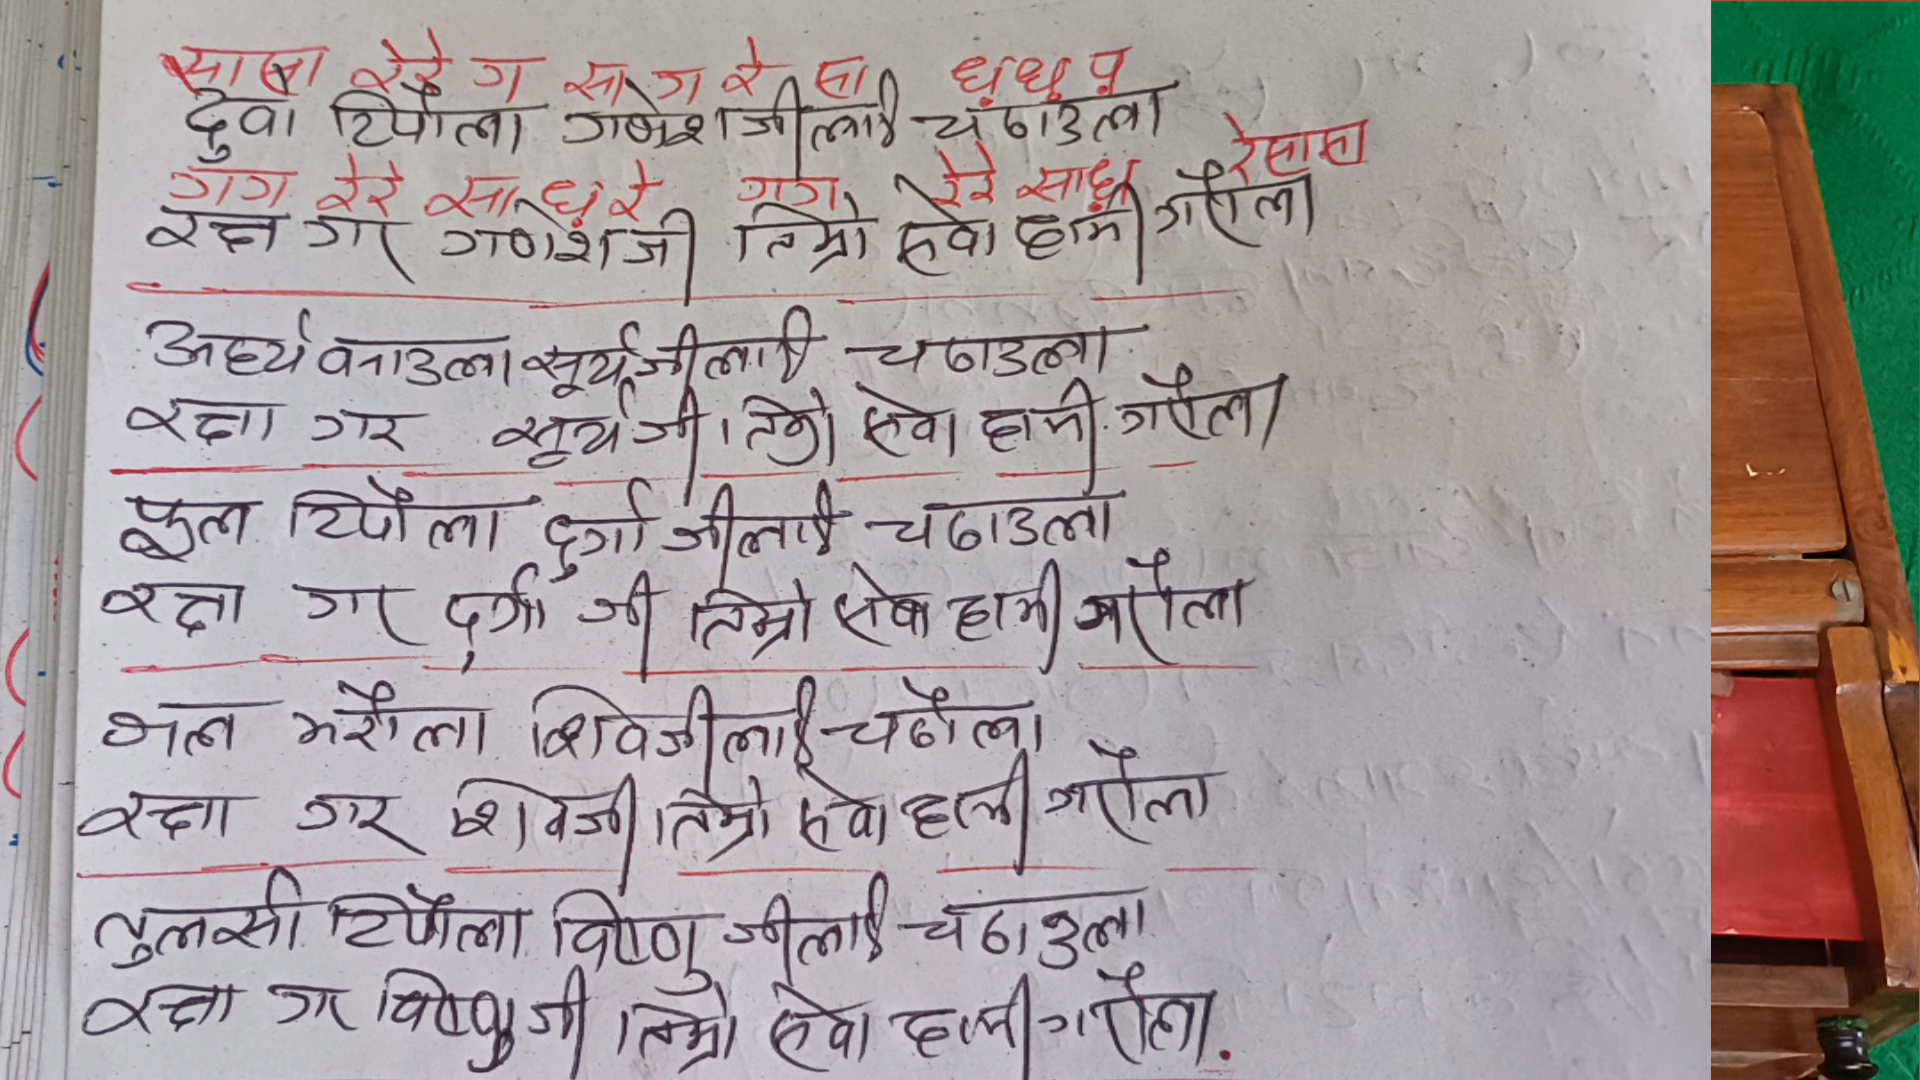 सासा रेरे ग सा ग रे सा ध़ध़ प़
दुवा टिपौला गणेशजीलाई चढाउला
गग रेरे साध़ रे गग रेरे साध़ रेसासा
रक्षा गर गणेशजी तिम्रो सेवा हामी गरौला
अर्घ्य बनाउला सूर्यजीलाई चढाउला
रक्षा गर सूर्यजी तिम्रो सेवा हामी गरौला
फुल टिपौला दुर्गा जीलाई चढाउला
रक्षा गर दुर्गा जी तिम्रो सेवा हामी गरौला
जल भरौला शिवजीलाई चढौला
रक्षा गर शिवजी तिम्रो सेवा हामी गरौला
तुलसी टिपौला विष्णु जीलाई चढाउला
रक्षा गर विष्णु जी तिम्रो सेवा हामी गरौला.